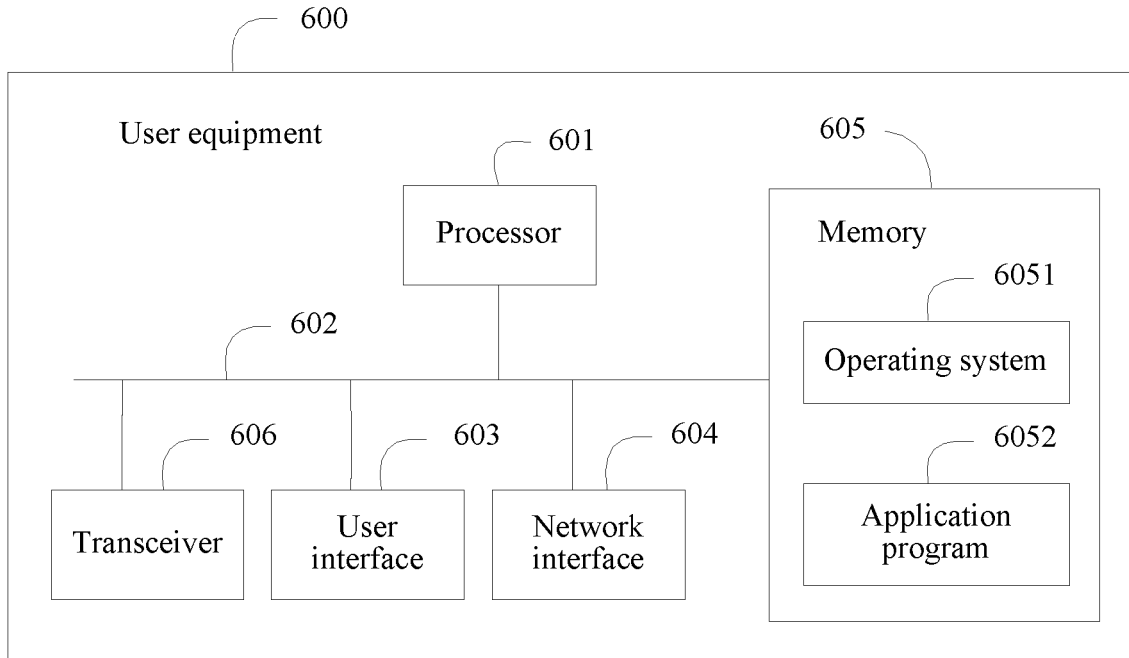 600
User equipment
601
605
Processor
Memory
6051
602
Operating system
606
603
604
6052
Transceiver
User
interface
Network
interface
Application
program